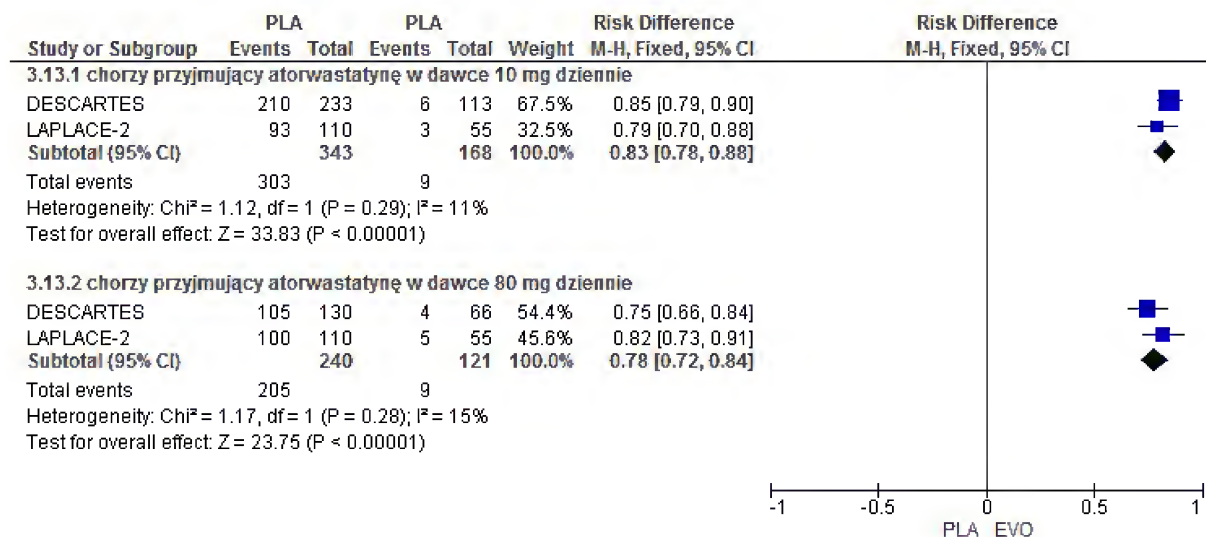 PLA PLA Risk Difference Risk Difference
Study or Subgroup Events Total Events Total Weight M-H, Fixed, 95% CI M-H, Fixed, 95% CI
3.13.1 chorzy przyjmujący atorwastatynę w dawce 10 mg dziennie
DESCARTES 210 233 6 113 67.5% 0.85 [0.79, 0.90]
LAPLACE-2 93 110 3 55 32.5% 0.79 [0.70, 0.88]
Subtotal (95% CI) 343 168 100.0% 0.83 [0.78, 0.88]
Total events 303 9
Heterogeneity: Chi² = 1.12, df = 1 (P = 0.29); I² = 11%
Test for overall effect: Z = 33.83 (P < 0.00001)
3.13.2 chorzy przyjmujący atorwastatynę w dawce 80 mg dziennie
DESCARTES 105 130 4 66 54.4% 0.75 [0.66, 0.84]
LAPLACE-2 100 110 5 55 45.6% 0.82 [0.73, 0.91]
Subtotal (95% CI) 240 121 100.0% 0.78 [0.72, 0.84]
Total events 205 9
Heterogeneity: Chi² = 1.17, df = 1 (P = 0.28); I² = 15%
Test for overall effect: Z = 23.75 (P < 0.00001)
-1 -0.5 0 0.5 1
PLA EVO